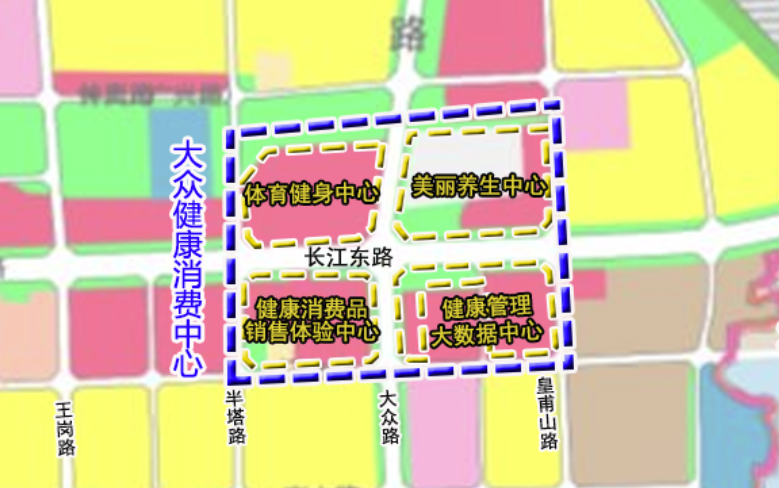 路
大众健康消费中心
体育健身中心
美丽养生中心
长江东路
健康消费品
销售体验中心
健康管理
大数据中心
王岗路
半塔路
大众路
皇甫山路